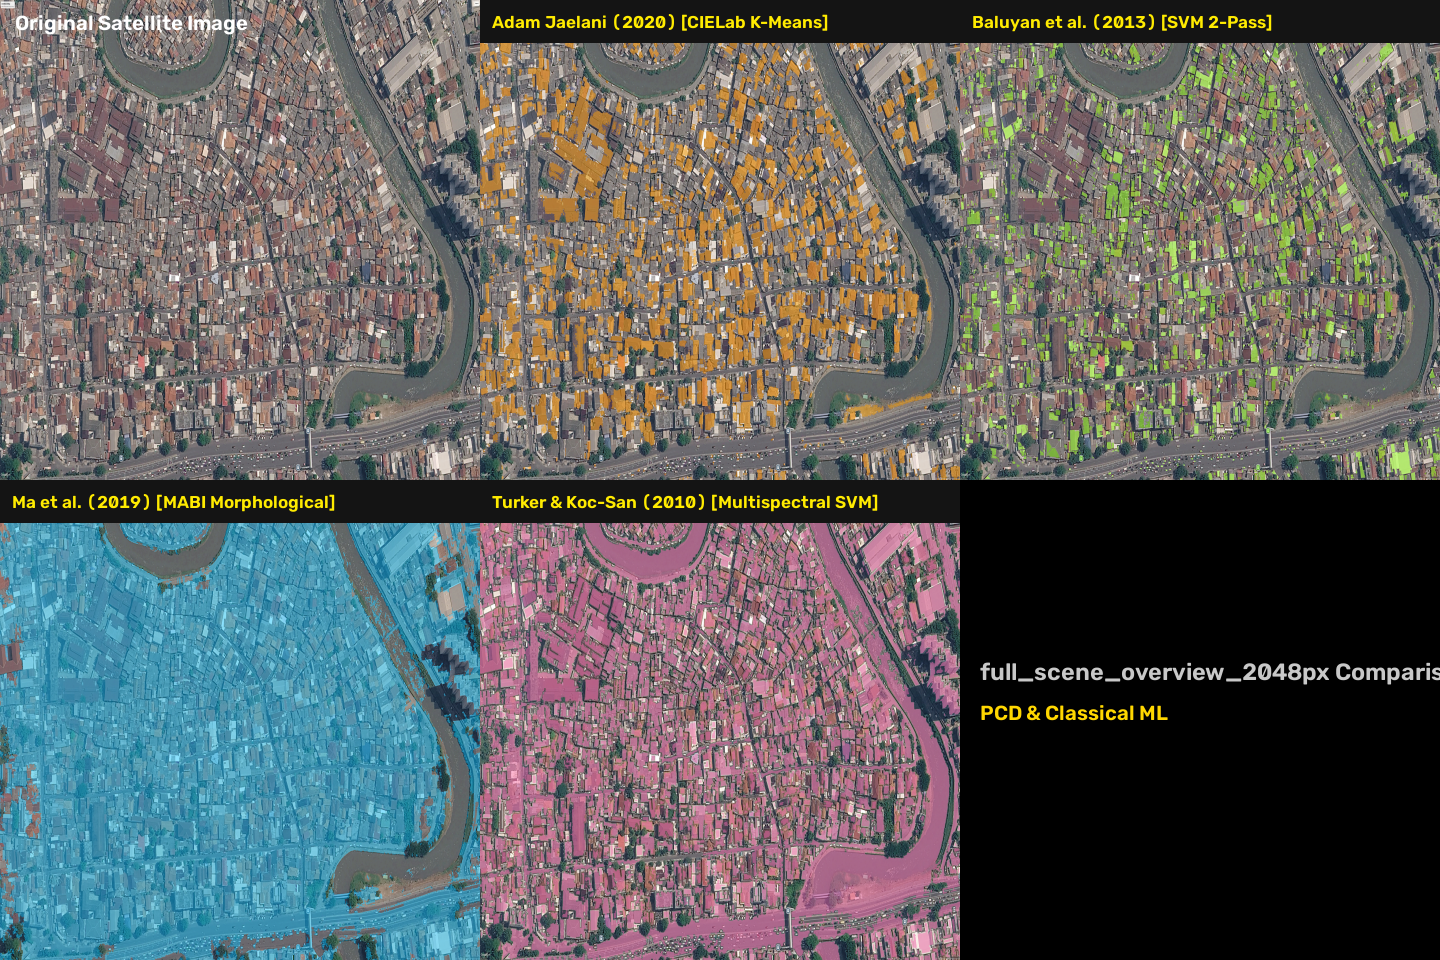 Original Satellite Image
Adam Jaelani (2020) [CIELab K-Means]
Baluyan et al. (2013) [SVM 2-Pass]
Ma et al. (2019) [MABI Morphological]
Turker & Koc-San (2010) [Multispectral SVM]
full_scene_overview_2048px Comparis
PCD & Classical ML